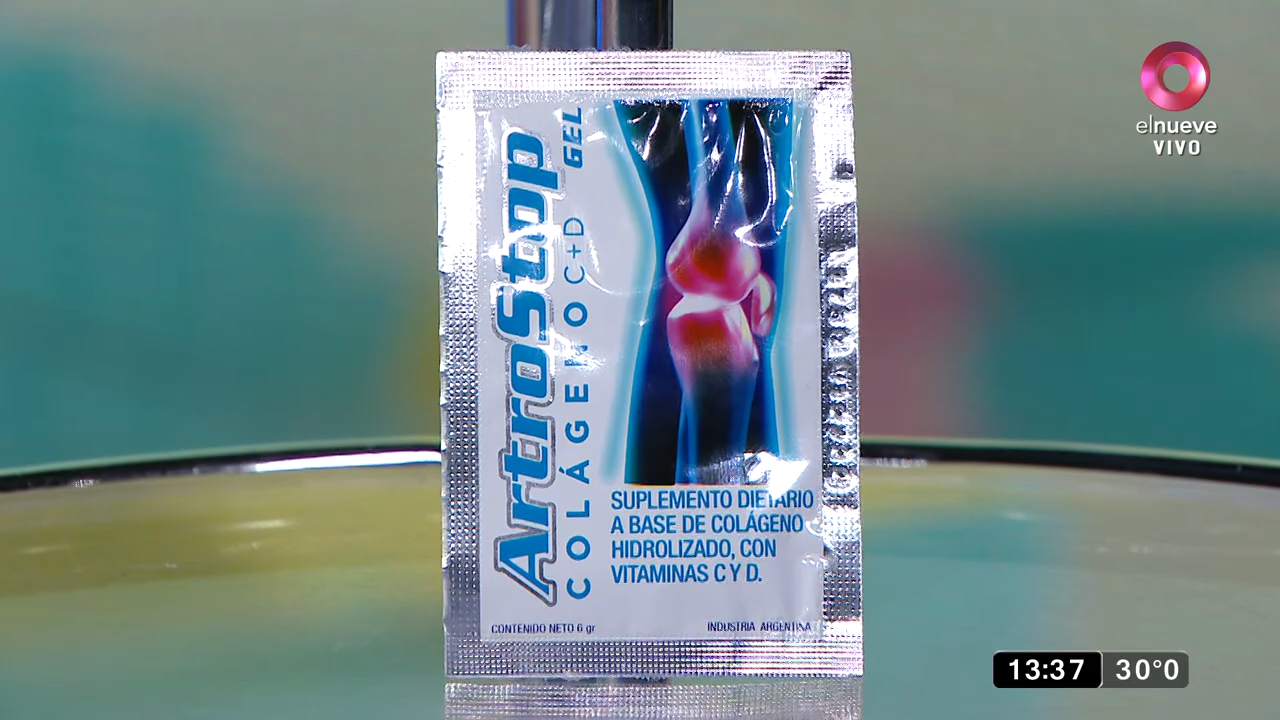 ArtroStop
COLÁGENO C+D GEL
SUPLEMENTO DIETARIO
A BASE DE COLÁGENO
HIDROLIZADO, CON
VITAMINAS C Y D.
CONTENIDO NETO 6 gr
INDUSTRIA ARGENTINA
elnueve
VIVO
13:37 30°0